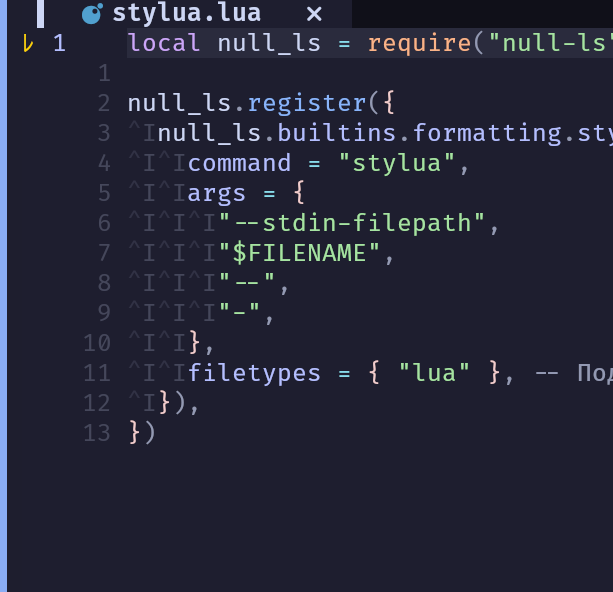 stylua.lua ×
1 local null_ls = require("null-ls"
1
2 null_ls.register({
3 ^Inull_ls.builtins.formatting.sty
4 ^I^Icommand = "stylua",
5 ^I^Iargs = {
6 ^I^I^I"--stdin-filepath",
7 ^I^I^I"$FILENAME",
8 ^I^I^I"--",
9 ^I^I^I"-",
10 ^I^I},
11 ^I^Ifiletypes = { "lua" }, -- Под
12 ^I}),
13 })